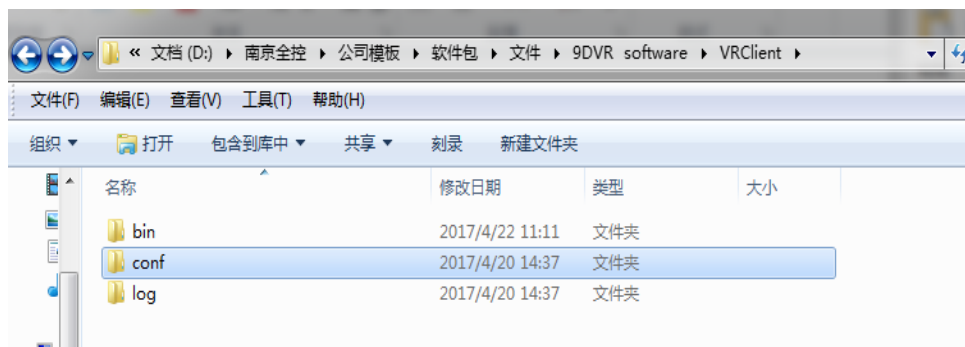 « 文档 (D:) ▸ 南京全控 ▸ 公司模板 ▸ 软件包 ▸ 文件 ▸ 9DVR software ▸ VRClient ▸
文件(F) 编辑(E) 查看(V) 工具(T) 帮助(H)
组织 ▼ 打开 包含到库中 ▼ 共享 ▼ 刻录 新建文件夹
名称 修改日期 类型 大小
bin 2017/4/22 11:11 文件夹
conf 2017/4/20 14:37 文件夹
log 2017/4/20 14:37 文件夹